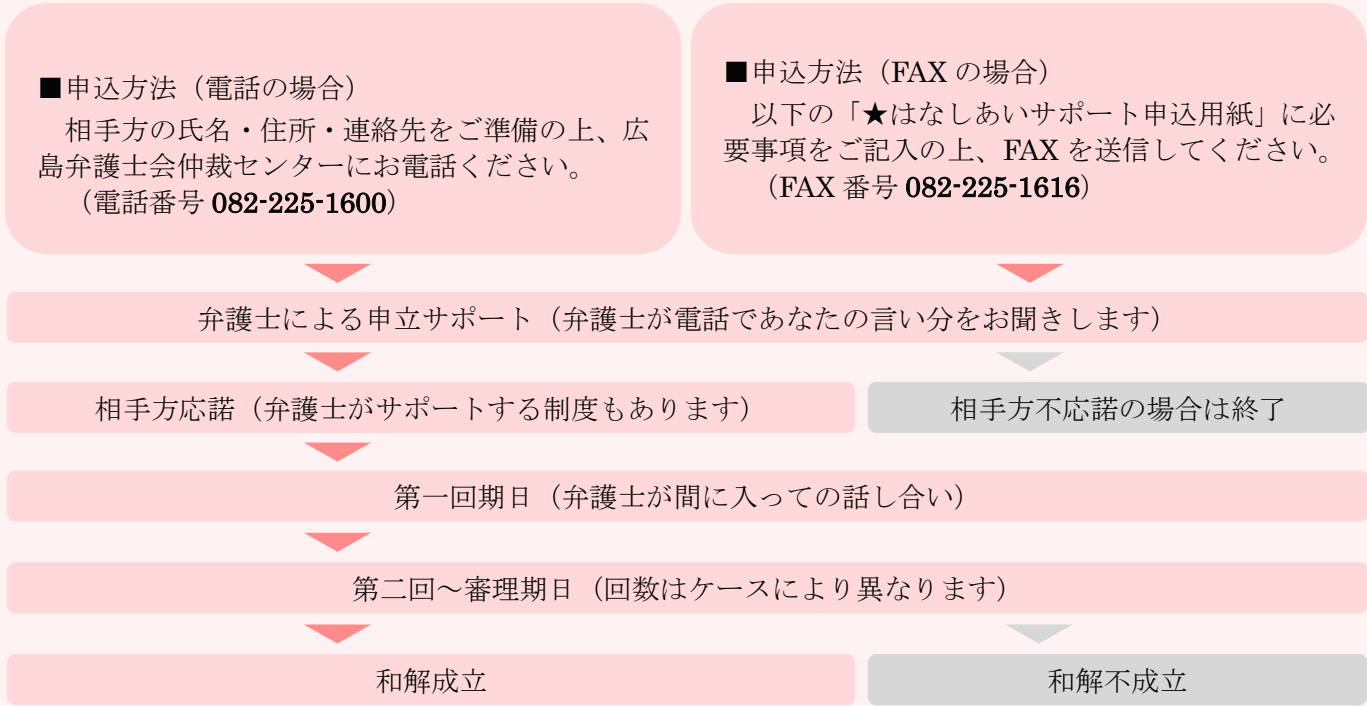 ■申込方法（電話の場合）
　相手方の氏名・住所・連絡先をご準備の上、広
島弁護士会仲裁センターにお電話ください。
　（電話番号 082-225-1600）
■申込方法（FAX の場合）
　以下の「★はなしあいサポート申込用紙」に必
要事項をご記入の上、FAX を送信してください。
　（FAX 番号 082-225-1616）
弁護士による申立サポート（弁護士が電話であなたの言い分をお聞きします）
相手方応諾（弁護士がサポートする制度もあります）
相手方不応諾の場合は終了
第一回期日（弁護士が間に入っての話し合い）
第二回～審理期日（回数はケースにより異なります）
和解成立
和解不成立